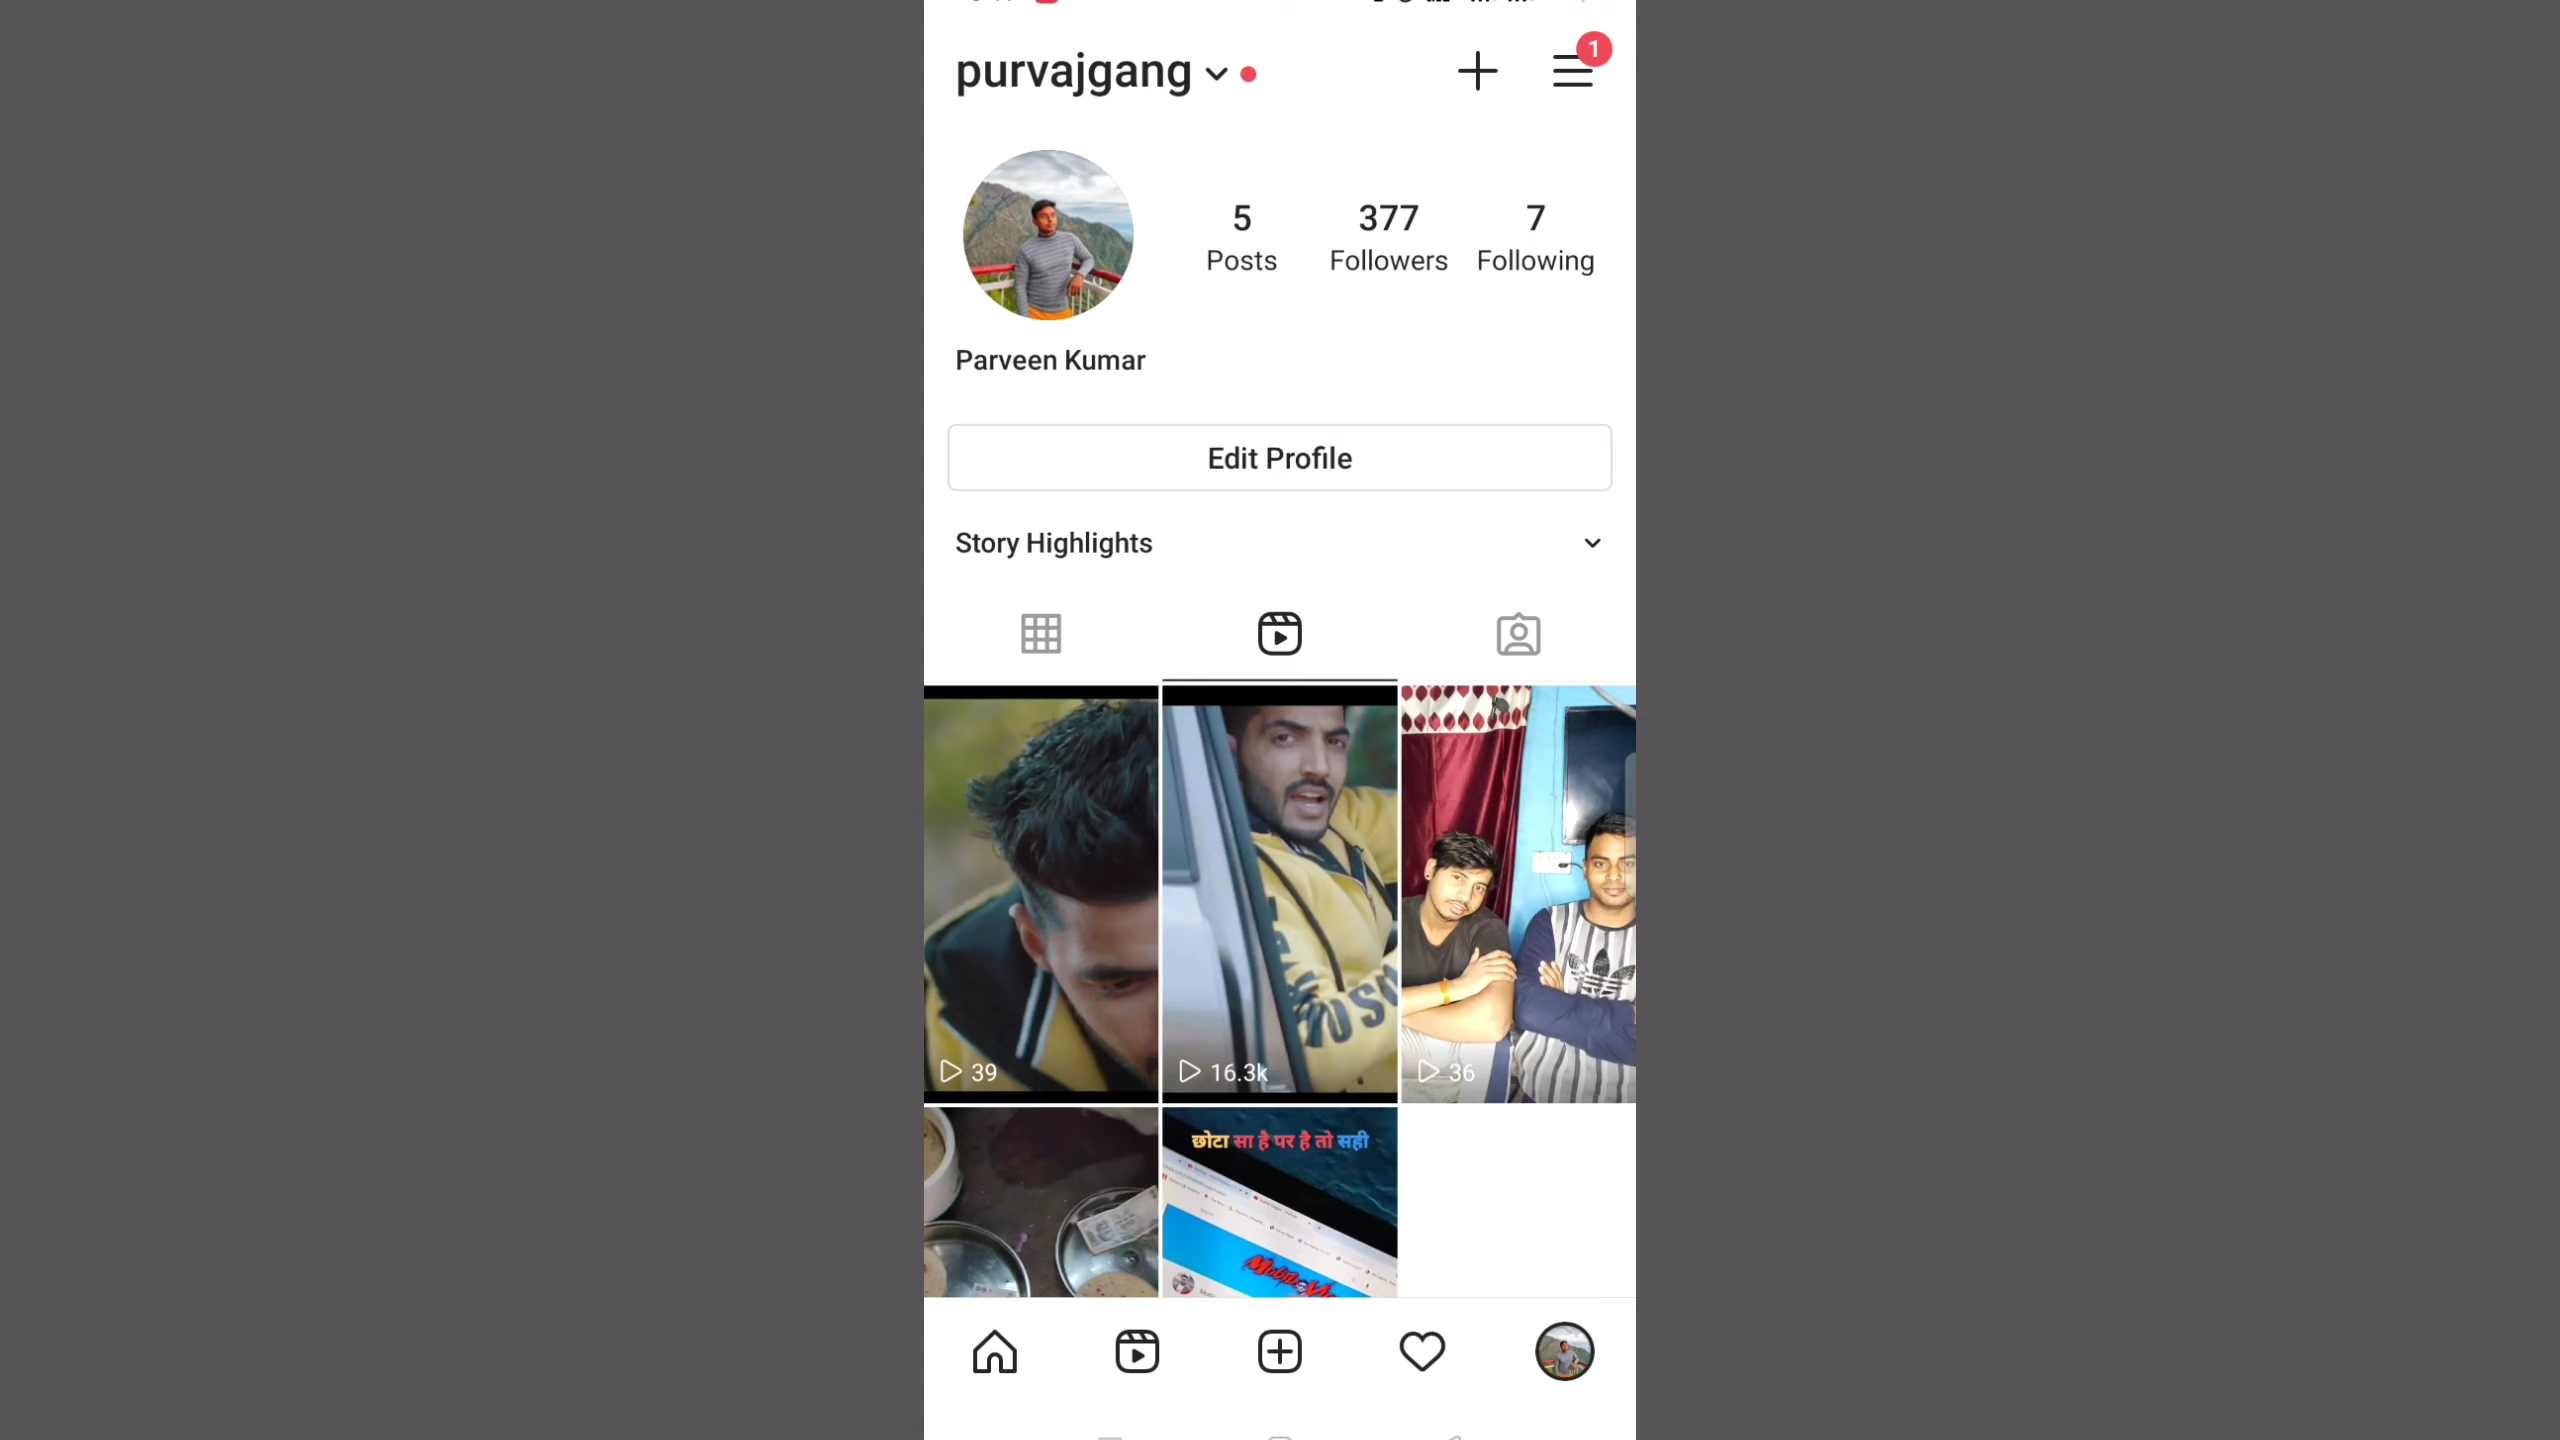 purvajgang
1
5
377
7
Posts
Followers
Following
Parveen Kumar
Edit Profile
Story Highlights
39
16.3k
36
छोटा सा है पर है तो सही